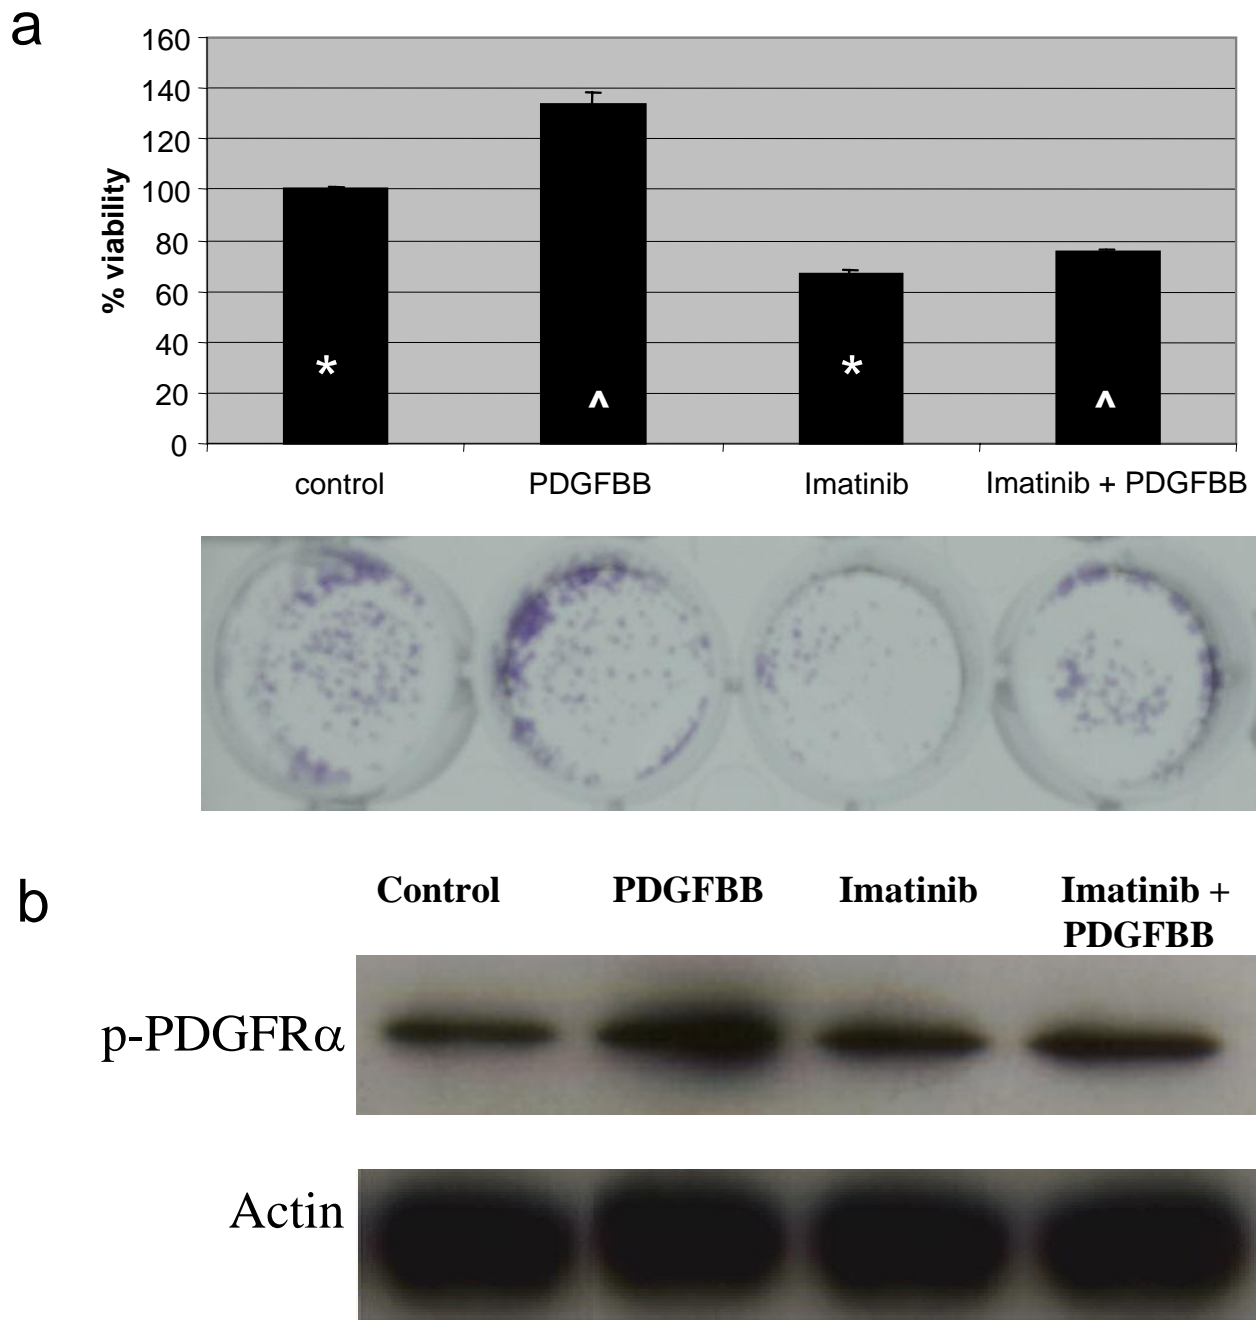 a
160
140
120
100
80
60
40
20
0
% viability
*
^
*
^
control
PDGFBB
Imatinib
Imatinib + PDGFBB
b
Control
PDGFBB
Imatinib
Imatinib +
PDGFBB
p-PDGFRα
Actin